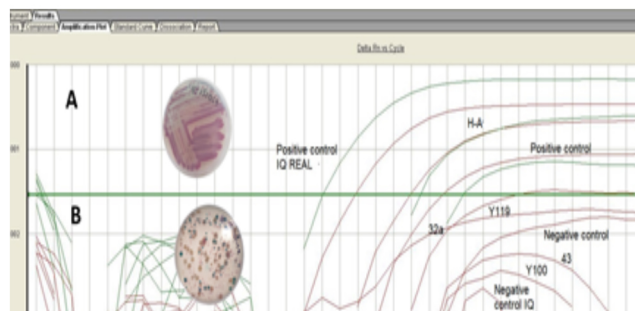 Results
Component Amplification Plot Standard Curve Dissociation Report
Delta Rn vs Cycle
A
H-A
Positive control
IQ REAL
Positive control
B
Y119
32a
Negative control
43
Y100
Negative
control IQ